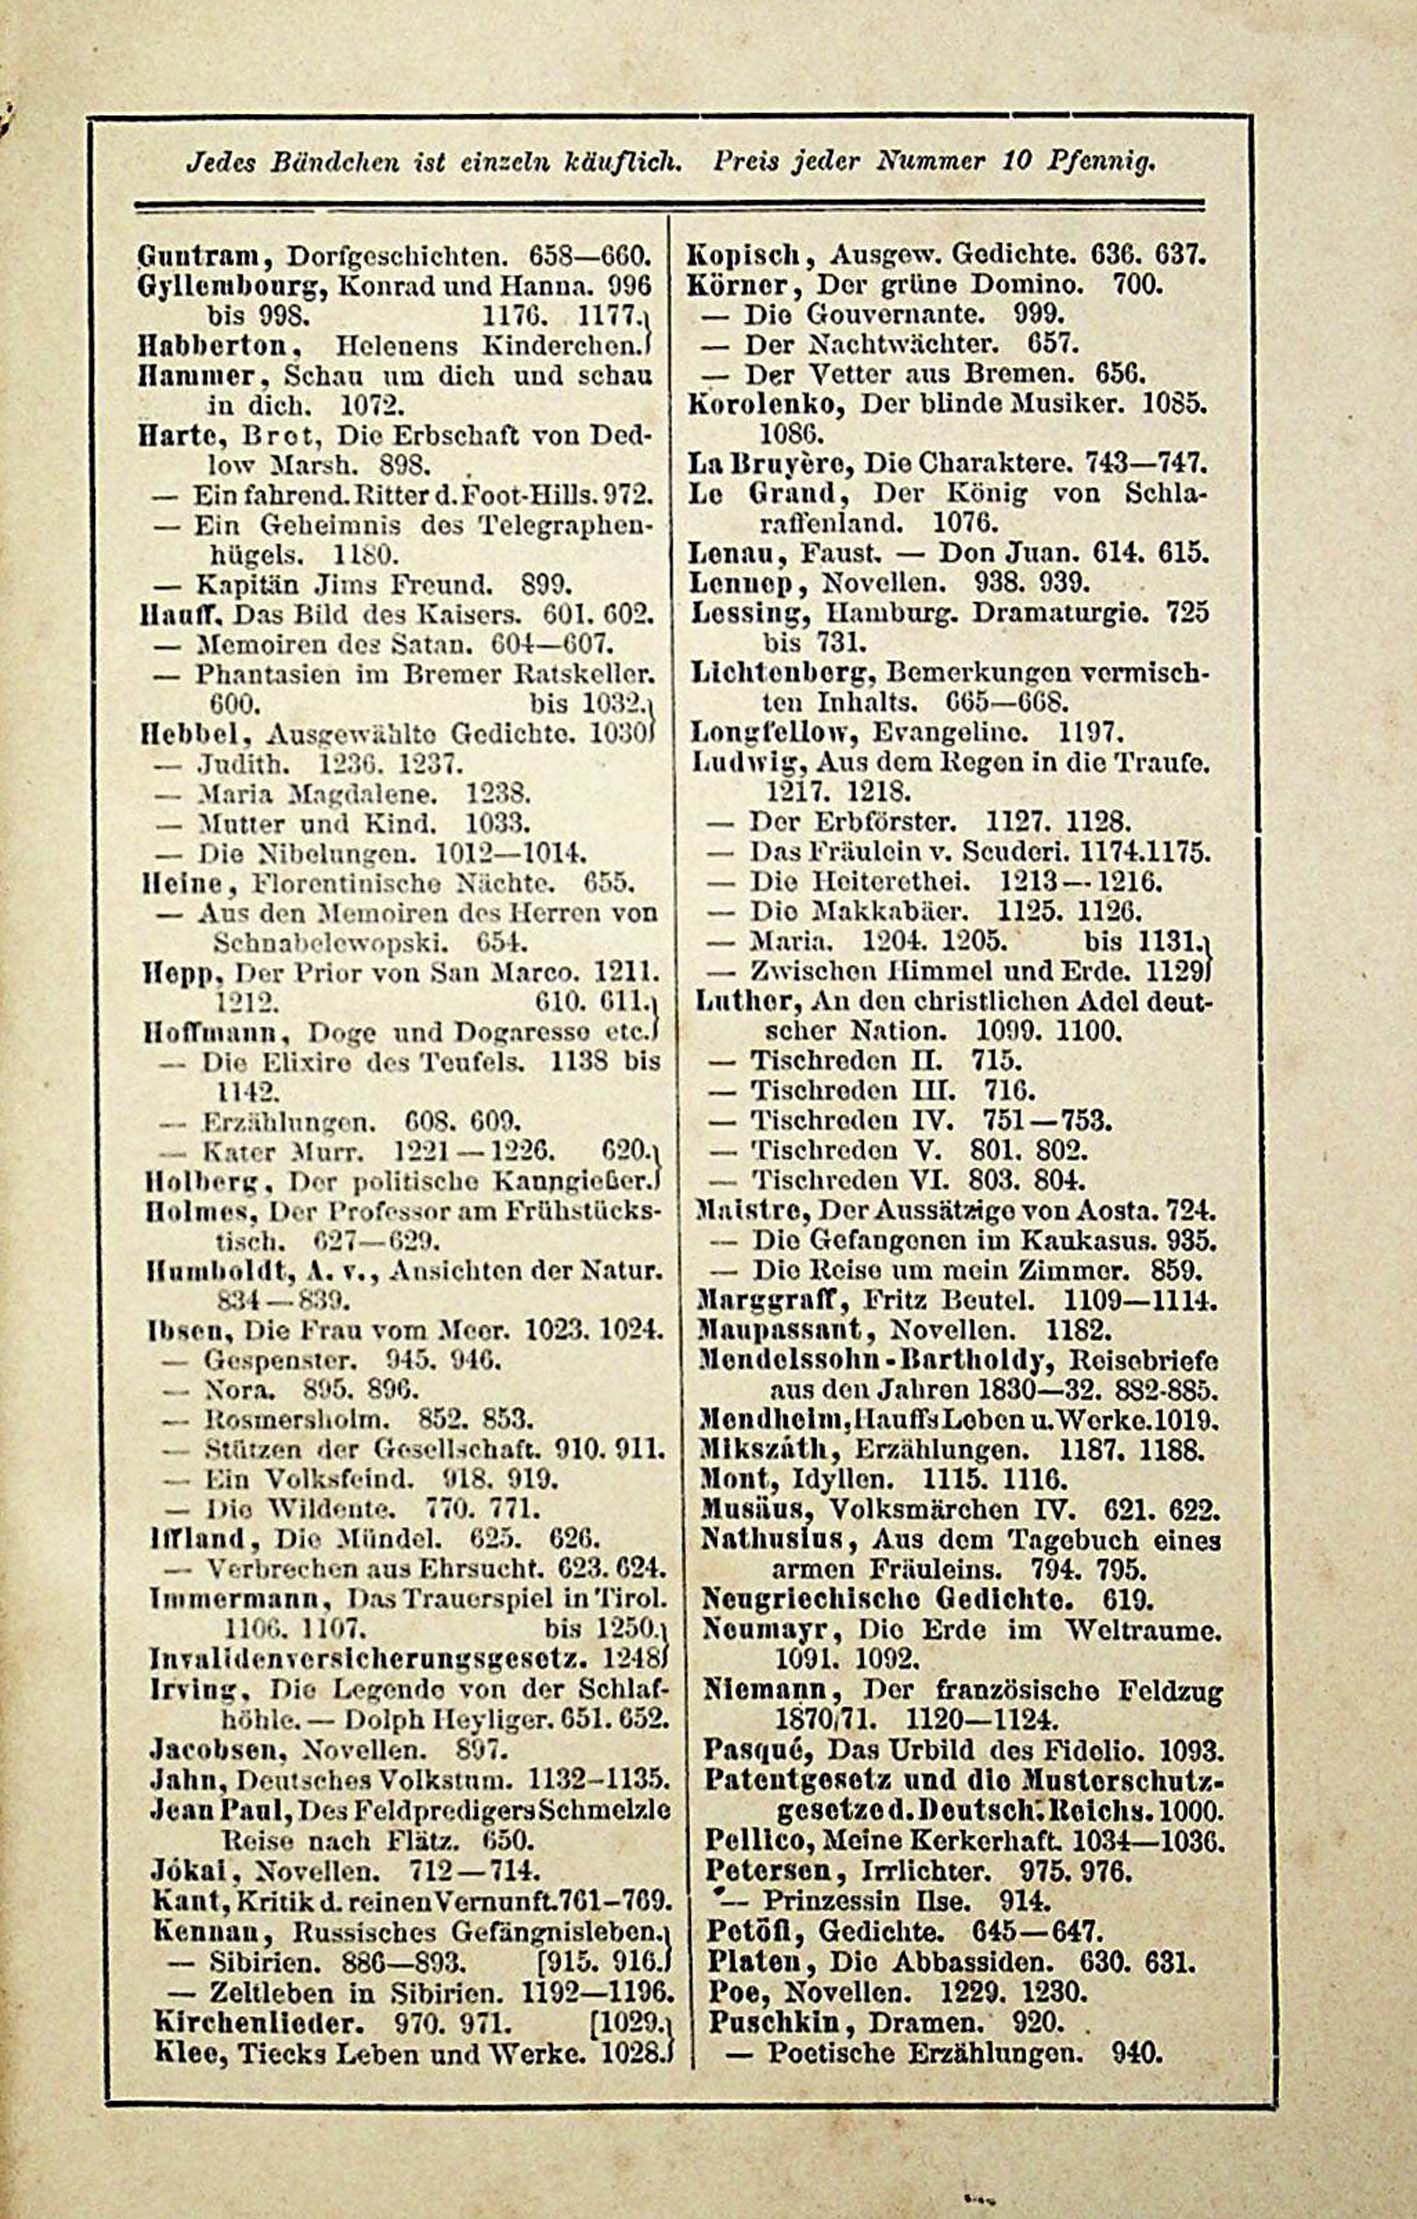 Jedes Bändchen ist einzeln käuflich. Preis jeder Nummer 10 Pfennig.
Guntram, Dorfgeschichten. 658—660.
Gyllembourg, Konrad und Hanna. 996
bis 998. 1176. 1177.)
Habberton, Helenens Kinderchen.)
Hammer, Schau um dich und schau
in dich. 1072.
Harte, Bret, Die Erbschaft von Ded-
low Marsh. 898.
— Ein fahrend. Ritter d. Foot-Hills. 972.
— Ein Geheimnis des Telegraphen-
hügels. 1180.
— Kapitän Jims Freund. 899.
Hauff, Das Bild des Kaisers. 601. 602.
— Memoiren des Satan. 604—607.
— Phantasien im Bremer Ratskeller.
600. bis 1032.)
Hebbel, Ausgewählte Gedichte. 1030)
— Judith. 1236. 1237.
— Maria Magdalene. 1238.
— Mutter und Kind. 1033.
— Die Nibelungen. 1012—1014.
Heine, Florentinische Nächte. 655.
— Aus den Memoiren des Herren von
Schnabelewopski. 654.
Hepp, Der Prior von San Marco. 1211.
1212. 610. 611.)
Hoffmann, Doge und Dogaresse etc.)
— Die Elixire des Teufels. 1138 bis
1142.
— Erzählungen. 608. 609.
— Kater Murr. 1221—1226. 620.)
Holberg, Der politische Kanngießer.)
Holmes, Der Professor am Frühstücks-
tisch. 627—629.
Humboldt, A. v., Ansichten der Natur.
834—839.
Ibsen, Die Frau vom Meer. 1023. 1024.
— Gespenster. 945. 946.
— Nora. 895. 896.
— Rosmersholm. 852. 853.
— Stützen der Gesellschaft. 910. 911.
— Ein Volksfeind. 918. 919.
— Die Wildente. 770. 771.
Iffland, Die Mündel. 625. 626.
— Verbrechen aus Ehrsucht. 623. 624.
Immermann, Das Trauerspiel in Tirol.
1106. 1107. bis 1250.)
Invalidenversicherungsgesetz. 1248)
Irving, Die Legende von der Schlaf-
höhle. — Dolph Heyliger. 651. 652.
Jacobsen, Novellen. 897.
Jahn, Deutsches Volkstum. 1132–1135.
Jean Paul, Des Feldpredigers Schmelzle
Reise nach Flätz. 650.
Jókai, Novellen. 712—714.
Kant, Kritik d. reinen Vernunft. 761–769.
Kennan, Russisches Gefängnisleben.)
— Sibirien. 886—893. [915. 916.)
— Zeltleben in Sibirien. 1192—1196.
Kirchenlieder. 970. 971. [1029.)
Klee, Tiecks Leben und Werke. 1028.)
Kopisch, Ausgew. Gedichte. 636. 637.
Körner, Der grüne Domino. 700.
— Die Gouvernante. 999.
— Der Nachtwächter. 657.
— Der Vetter aus Bremen. 656.
Korolenko, Der blinde Musiker. 1085.
1086.
La Bruyère, Die Charaktere. 743—747.
Le Grand, Der König von Schla-
raffenland. 1076.
Lenau, Faust. — Don Juan. 614. 615.
Lennep, Novellen. 938. 939.
Lessing, Hamburg. Dramaturgie. 725
bis 731.
Lichtenberg, Bemerkungen vermisch-
ten Inhalts. 665—668.
Longfellow, Evangeline. 1197.
Ludwig, Aus dem Regen in die Traufe.
1217. 1218.
— Der Erbförster. 1127. 1128.
— Das Fräulein v. Scuderi. 1174. 1175.
— Die Heiterethei. 1213—1216.
— Die Makkabäer. 1125. 1126.
— Maria. 1204. 1205. bis 1131.)
— Zwischen Himmel und Erde. 1129)
Luther, An den christlichen Adel deut-
scher Nation. 1099. 1100.
— Tischreden II. 715.
— Tischreden III. 716.
— Tischreden IV. 751—753.
— Tischreden V. 801. 802.
— Tischreden VI. 803. 804.
Maistre, Der Aussätzige von Aosta. 724.
— Die Gefangenen im Kaukasus. 935.
— Die Reise um mein Zimmer. 859.
Marggraff, Fritz Beutel. 1109—1114.
Maupassant, Novellen. 1182.
Mendelssohn-Bartholdy, Reisebriefe
aus den Jahren 1830—32. 882-885.
Mendheim, Hauffs Leben u. Werke. 1019.
Mikszáth, Erzählungen. 1187. 1188.
Mont, Idyllen. 1115. 1116.
Musäus, Volksmärchen IV. 621. 622.
Nathusius, Aus dem Tagebuch eines
armen Fräuleins. 794. 795.
Neugriechische Gedichte. 619.
Neumayr, Die Erde im Weltraume.
1091. 1092.
Niemann, Der französische Feldzug
1870/71. 1120—1124.
Pasqué, Das Urbild des Fidelio. 1093.
Patentgesetz und die Musterschutz-
gesetze d. Deutsch. Reichs. 1000.
Pellico, Meine Kerkerhaft. 1034—1036.
Petersen, Irrlichter. 975. 976.
— Prinzessin Ilse. 914.
Petöfi, Gedichte. 645—647.
Platen, Die Abbassiden. 630. 631.
Poe, Novellen. 1229. 1230.
Puschkin, Dramen. 920.
— Poetische Erzählungen. 940.